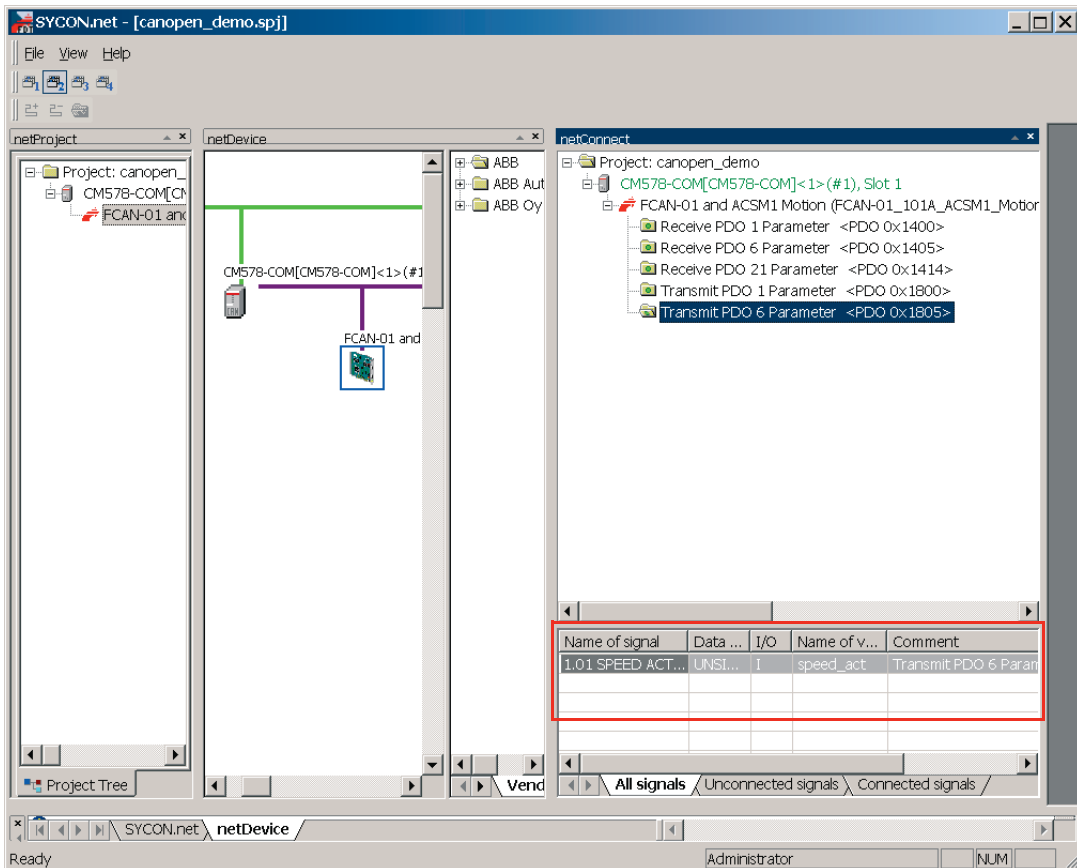 SYCON.net - [canopen_demo.spj]
File View Help
netProject
netDevice
netConnect
Project: canopen_
CM578-COM[CM
FCAN-01 and
CM578-COM[CM578-COM]<1>(#1
FCAN-01 and
ABB
ABB Aut
ABB Oy
Project: canopen_demo
CM578-COM[CM578-COM]<1>(#1), Slot 1
FCAN-01 and ACSM1 Motion (FCAN-01_101A_ACSM1_Motion
Receive PDO 1 Parameter <PDO 0x1400>
Receive PDO 6 Parameter <PDO 0x1405>
Receive PDO 21 Parameter <PDO 0x1414>
Transmit PDO 1 Parameter <PDO 0x1800>
Transmit PDO 6 Parameter <PDO 0x1805>
Name of signal Data ... I/O Name of v... Comment
1.01 SPEED ACT... UNSI... I speed_act Transmit PDO 6 Param
Project Tree
Vend
All signals Unconnected signals Connected signals
SYCON.net netDevice
Ready Administrator NUM